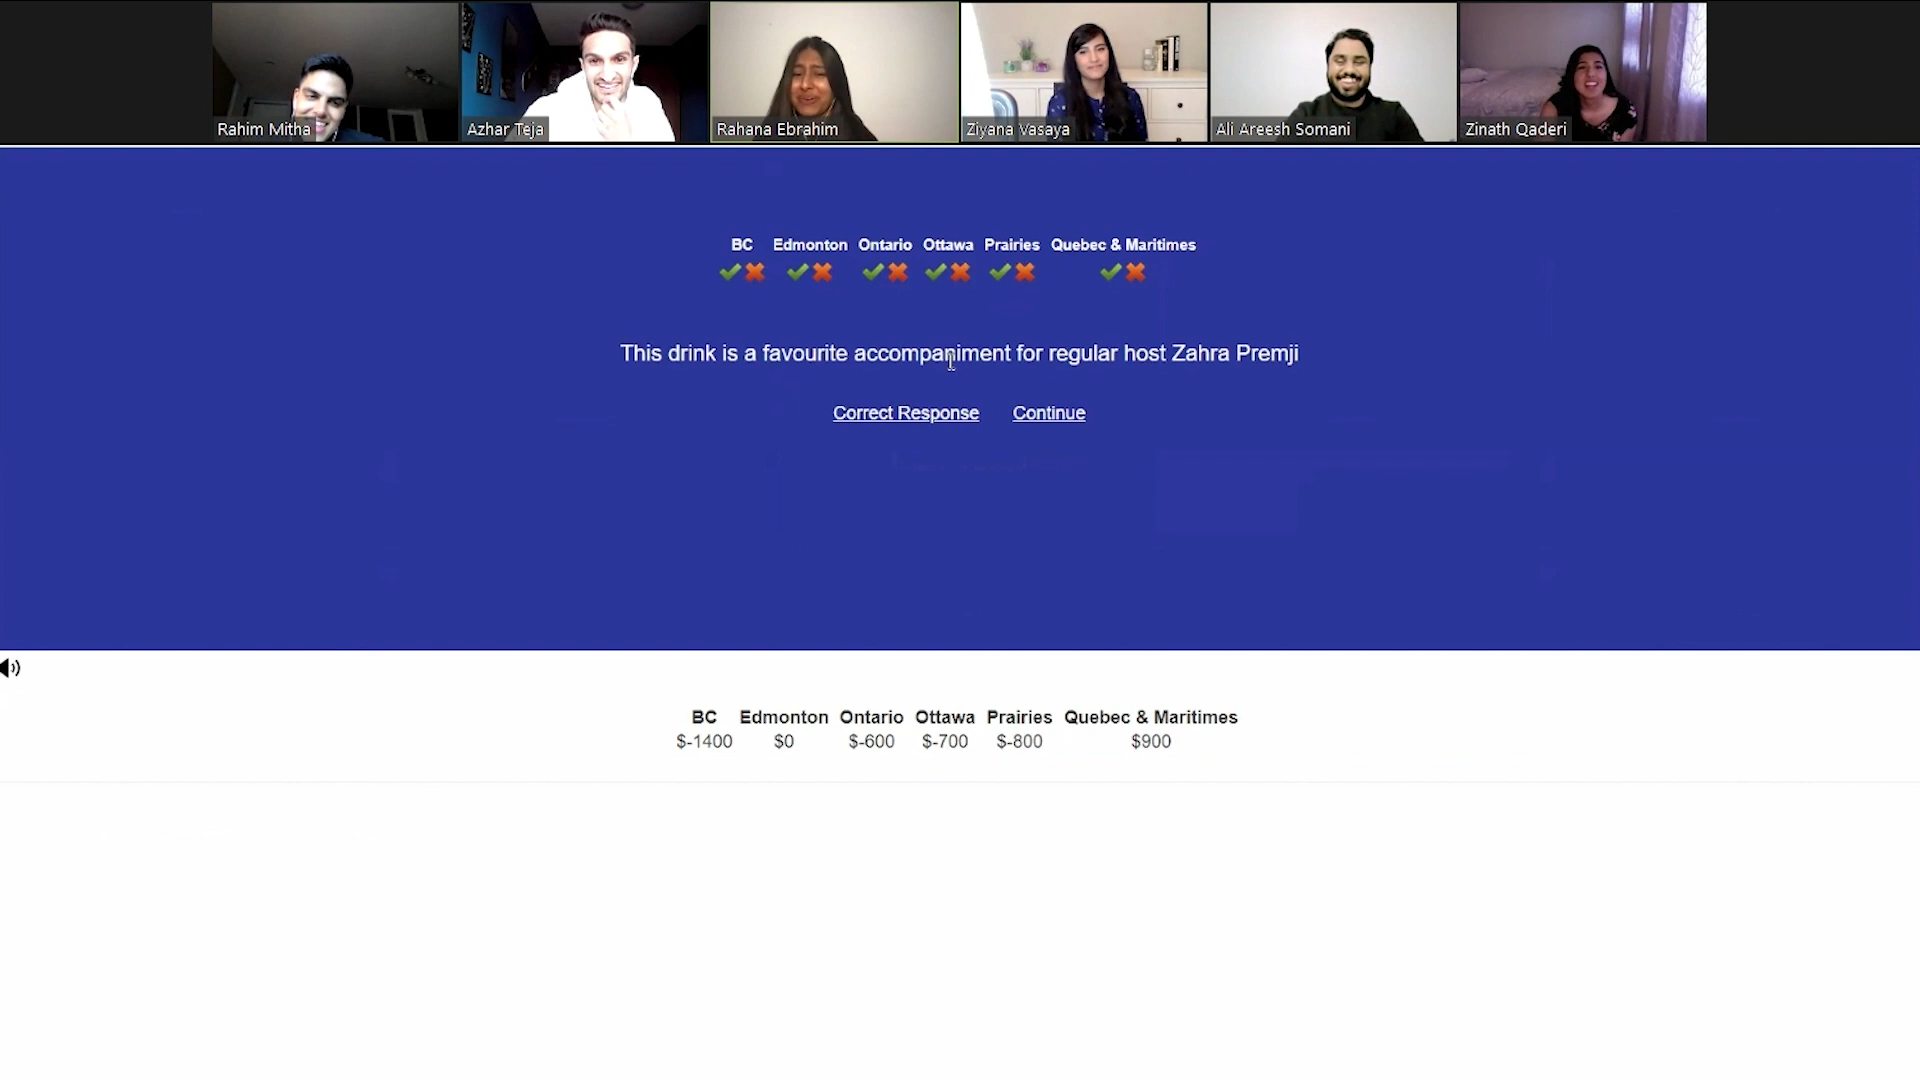 Rahim Mitha
Azhar Teja
Rahana Ebrahim
Ziyana Vasaya
Ali Areesh Somani
Zinath Qaderi
BC Edmonton Ontario Ottawa Prairies Quebec & Maritimes
This drink is a favourite accompaniment for regular host Zahra Premji
Correct Response Continue
BC Edmonton Ontario Ottawa Prairies Quebec & Maritimes
$-1400 $0 $-600 $-700 $-800 $900